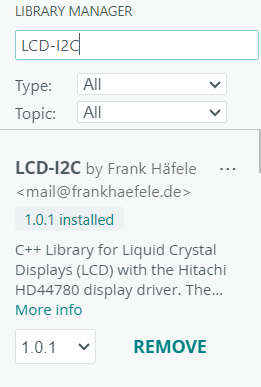 LIBRARY MANAGER
LCD-I2C
Type: All
Topic: All
LCD-I2C by Frank Häfele ...
<mail@frankhaefele.de>
1.0.1 installed
C++ Library for Liquid Crystal
Displays (LCD) with the Hitachi
HD44780 display driver. The...
More info
1.0.1 REMOVE